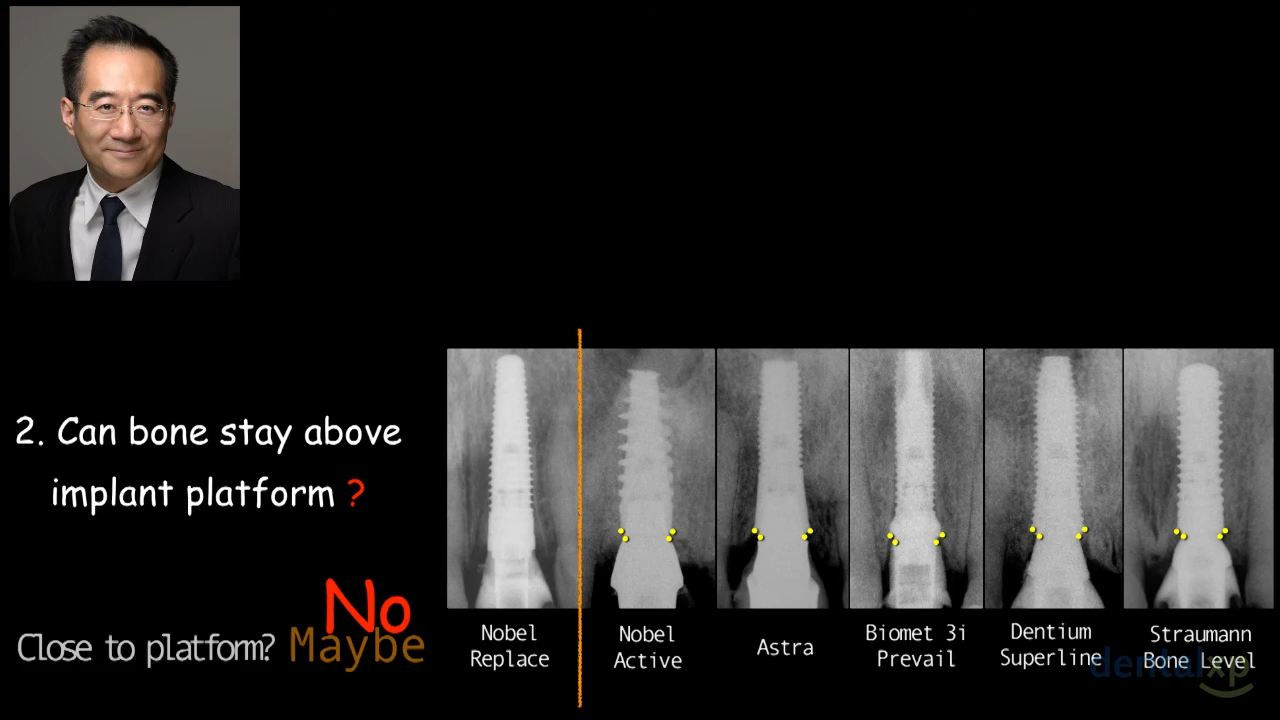 2. Can bone stay above
implant platform ?
No
Close to platform? Maybe
Nobel
Replace
Nobel
Active
Astra
Biomet 3i
Prevail
Dentium
Superline
Straumann
Bone Level
dentalxp